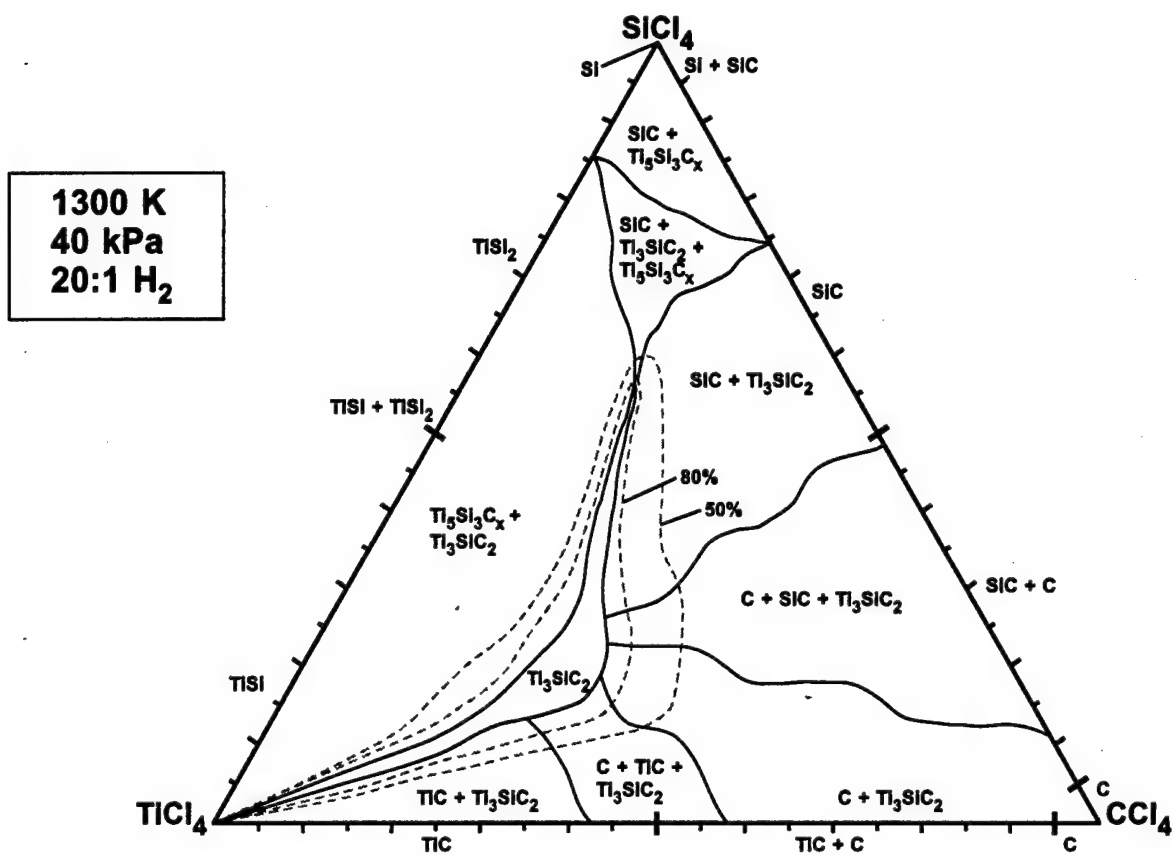 SiCl₄
Si
Si + SiC
SiC +
Ti₅Si₃Cₓ
1300 K
40 kPa
20:1 H₂
TiSi₂
SiC +
Ti₃SiC₂ +
Ti₅Si₃Cₓ
SiC
SiC + Ti₃SiC₂
TiSi + TiSi₂
80%
50%
Ti₅Si₃Cₓ +
Ti₃SiC₂
C + SiC + Ti₃SiC₂
SiC + C
TiSi
Ti₃SiC₂
C + TiC +
Ti₃SiC₂
TiC + Ti₃SiC₂
C + Ti₃SiC₂
C
TiCl₄
CCl₄
TiC
TiC + C
C